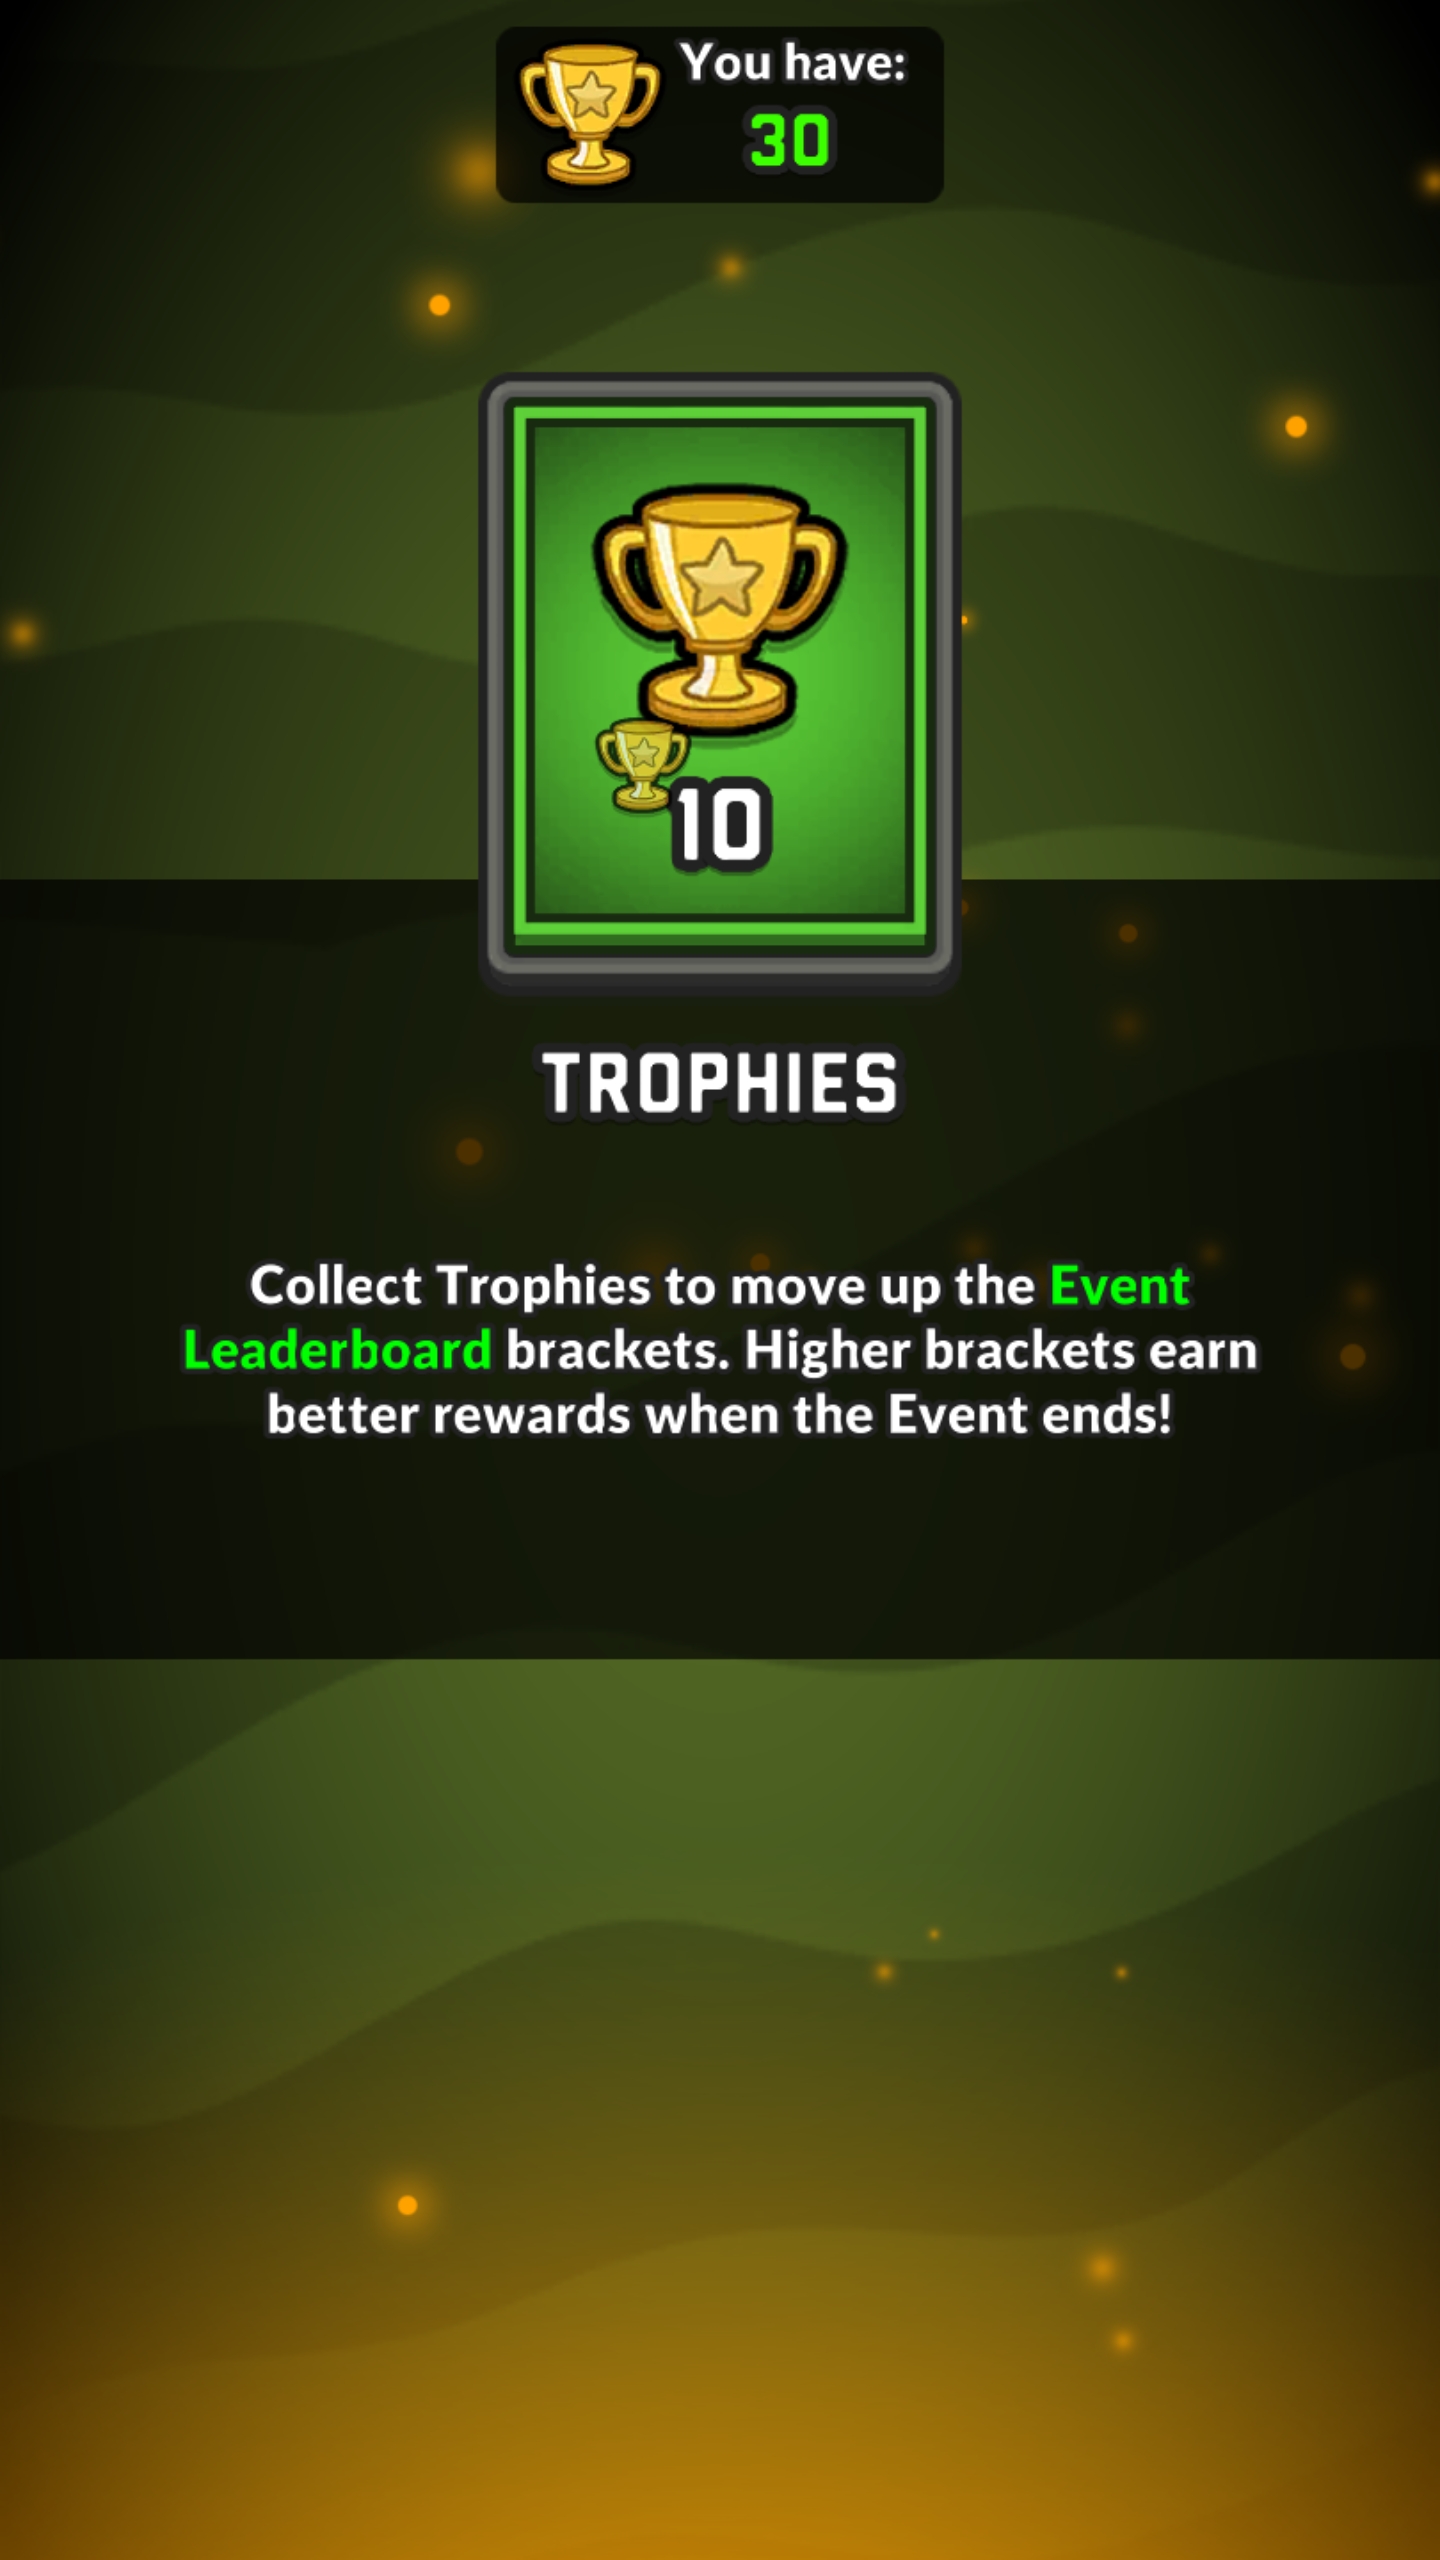 You have:
30
10
TROPHIES
Collect Trophies to move up the Event
Leaderboard brackets. Higher brackets earn
better rewards when the Event ends!